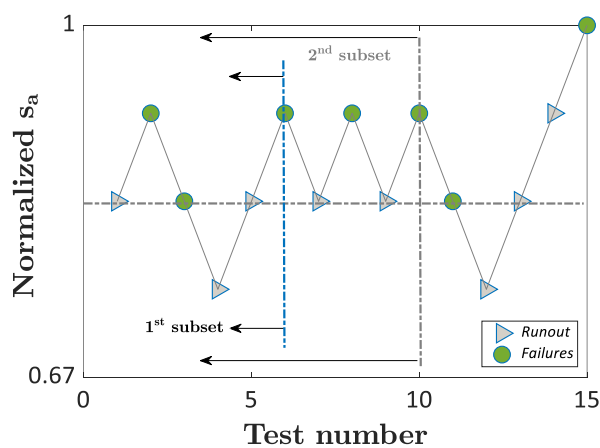 1
2nd subset
Normalized sa
1st subset
Runout
Failures
0.67
0
5
10
15
Test number